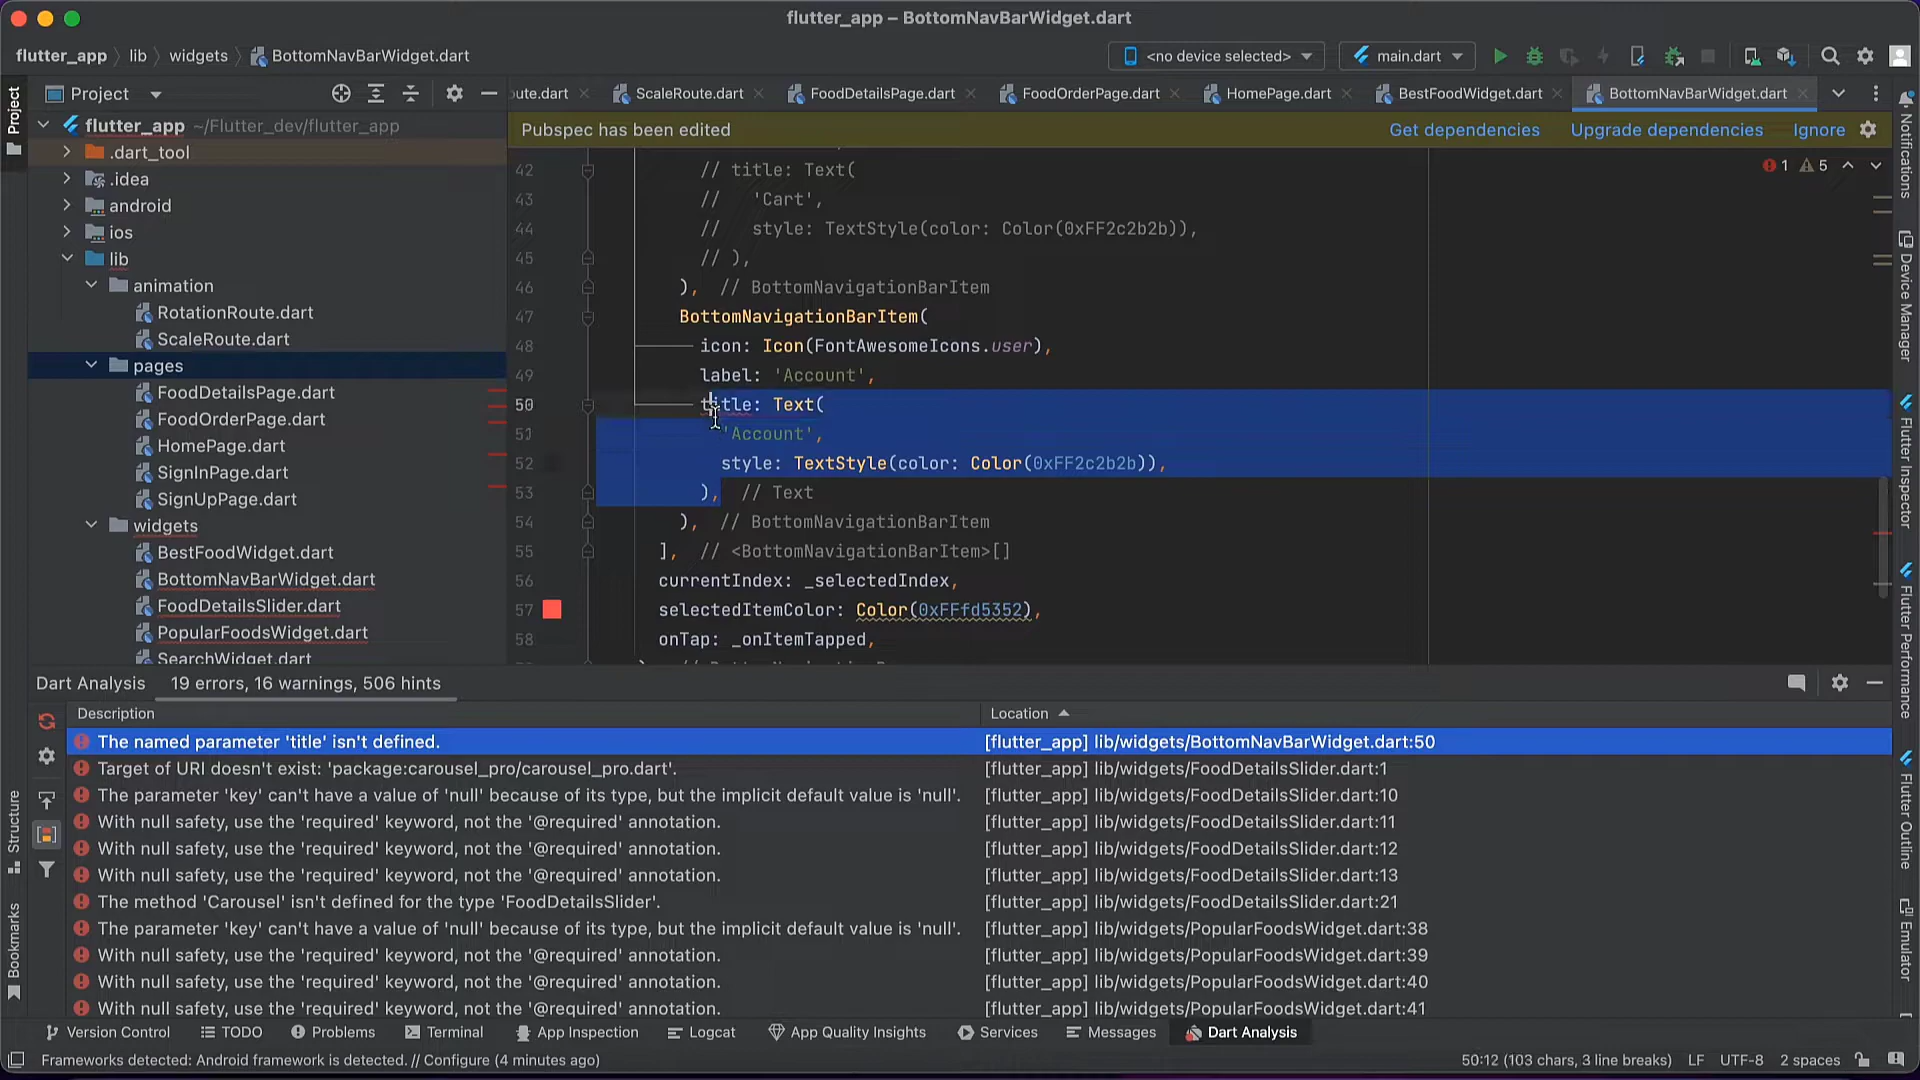 flutter_app – BottomNavBarWidget.dart
flutter_app lib widgets BottomNavBarWidget.dart
<no device selected> main.dart
Project
Project
Structure
Bookmarks
flutter_app ~/Flutter_dev/flutter_app
.dart_tool
.idea
android
ios
lib
animation
RotationRoute.dart
ScaleRoute.dart
pages
FoodDetailsPage.dart
FoodOrderPage.dart
HomePage.dart
SignInPage.dart
SignUpPage.dart
widgets
BestFoodWidget.dart
BottomNavBarWidget.dart
FoodDetailsSlider.dart
PopularFoodsWidget.dart
SearchWidget.dart
oute.dart ScaleRoute.dart FoodDetailsPage.dart FoodOrderPage.dart HomePage.dart BestFoodWidget.dart BottomNavBarWidget.dart
Pubspec has been edited Get dependencies Upgrade dependencies Ignore
1 5
42 // title: Text(
43 //   'Cart',
44 //   style: TextStyle(color: Color(0xFF2c2b2b)),
45 // ),
46 ), // BottomNavigationBarItem
47 BottomNavigationBarItem(
48 icon: Icon(FontAwesomeIcons.user),
49 label: 'Account',
50 title: Text(
51 'Account',
52 style: TextStyle(color: Color(0xFF2c2b2b)),
53 ), // Text
54 ), // BottomNavigationBarItem
55 ], // <BottomNavigationBarItem>[]
56 currentIndex: _selectedIndex,
57 selectedItemColor: Color(0xFFfd5352),
58 onTap: _onItemTapped,
Notifications
Device Manager
Flutter Inspector
Flutter Performance
Flutter Outline
Emulator
Dart Analysis 19 errors, 16 warnings, 506 hints
Description Location
The named parameter 'title' isn't defined. [flutter_app] lib/widgets/BottomNavBarWidget.dart:50
Target of URI doesn't exist: 'package:carousel_pro/carousel_pro.dart'. [flutter_app] lib/widgets/FoodDetailsSlider.dart:1
The parameter 'key' can't have a value of 'null' because of its type, but the implicit default value is 'null'. [flutter_app] lib/widgets/FoodDetailsSlider.dart:10
With null safety, use the 'required' keyword, not the '@required' annotation. [flutter_app] lib/widgets/FoodDetailsSlider.dart:11
With null safety, use the 'required' keyword, not the '@required' annotation. [flutter_app] lib/widgets/FoodDetailsSlider.dart:12
With null safety, use the 'required' keyword, not the '@required' annotation. [flutter_app] lib/widgets/FoodDetailsSlider.dart:13
The method 'Carousel' isn't defined for the type 'FoodDetailsSlider'. [flutter_app] lib/widgets/FoodDetailsSlider.dart:21
The parameter 'key' can't have a value of 'null' because of its type, but the implicit default value is 'null'. [flutter_app] lib/widgets/PopularFoodsWidget.dart:38
With null safety, use the 'required' keyword, not the '@required' annotation. [flutter_app] lib/widgets/PopularFoodsWidget.dart:39
With null safety, use the 'required' keyword, not the '@required' annotation. [flutter_app] lib/widgets/PopularFoodsWidget.dart:40
With null safety, use the 'required' keyword, not the '@required' annotation. [flutter_app] lib/widgets/PopularFoodsWidget.dart:41
Version Control TODO Problems Terminal App Inspection Logcat App Quality Insights Services Messages Dart Analysis
Frameworks detected: Android framework is detected. // Configure (4 minutes ago) 50:12 (103 chars, 3 line breaks) LF UTF-8 2 spaces